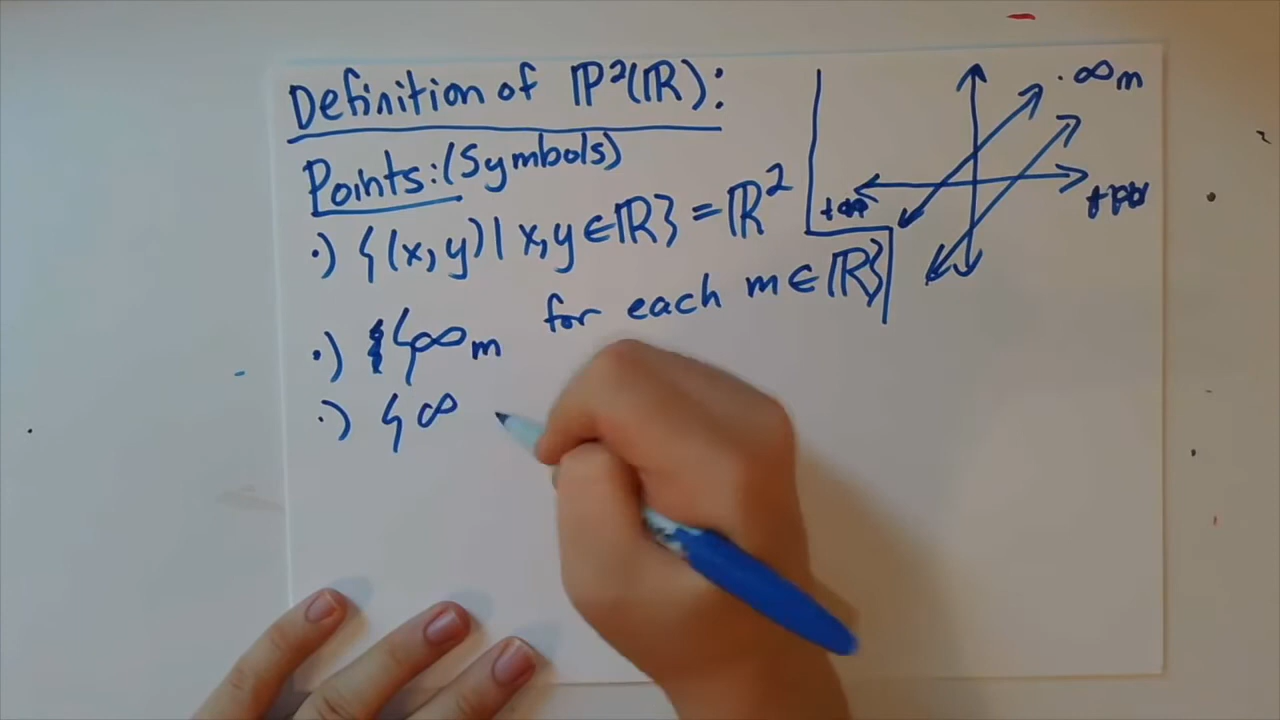 Definition of ℙ²(ℝ):
Points: (Symbols)
·) {(x,y) | x,y ∈ ℝ} = ℝ²
·) {∞ₘ for each m ∈ ℝ}
·) {∞
·∞ₘ